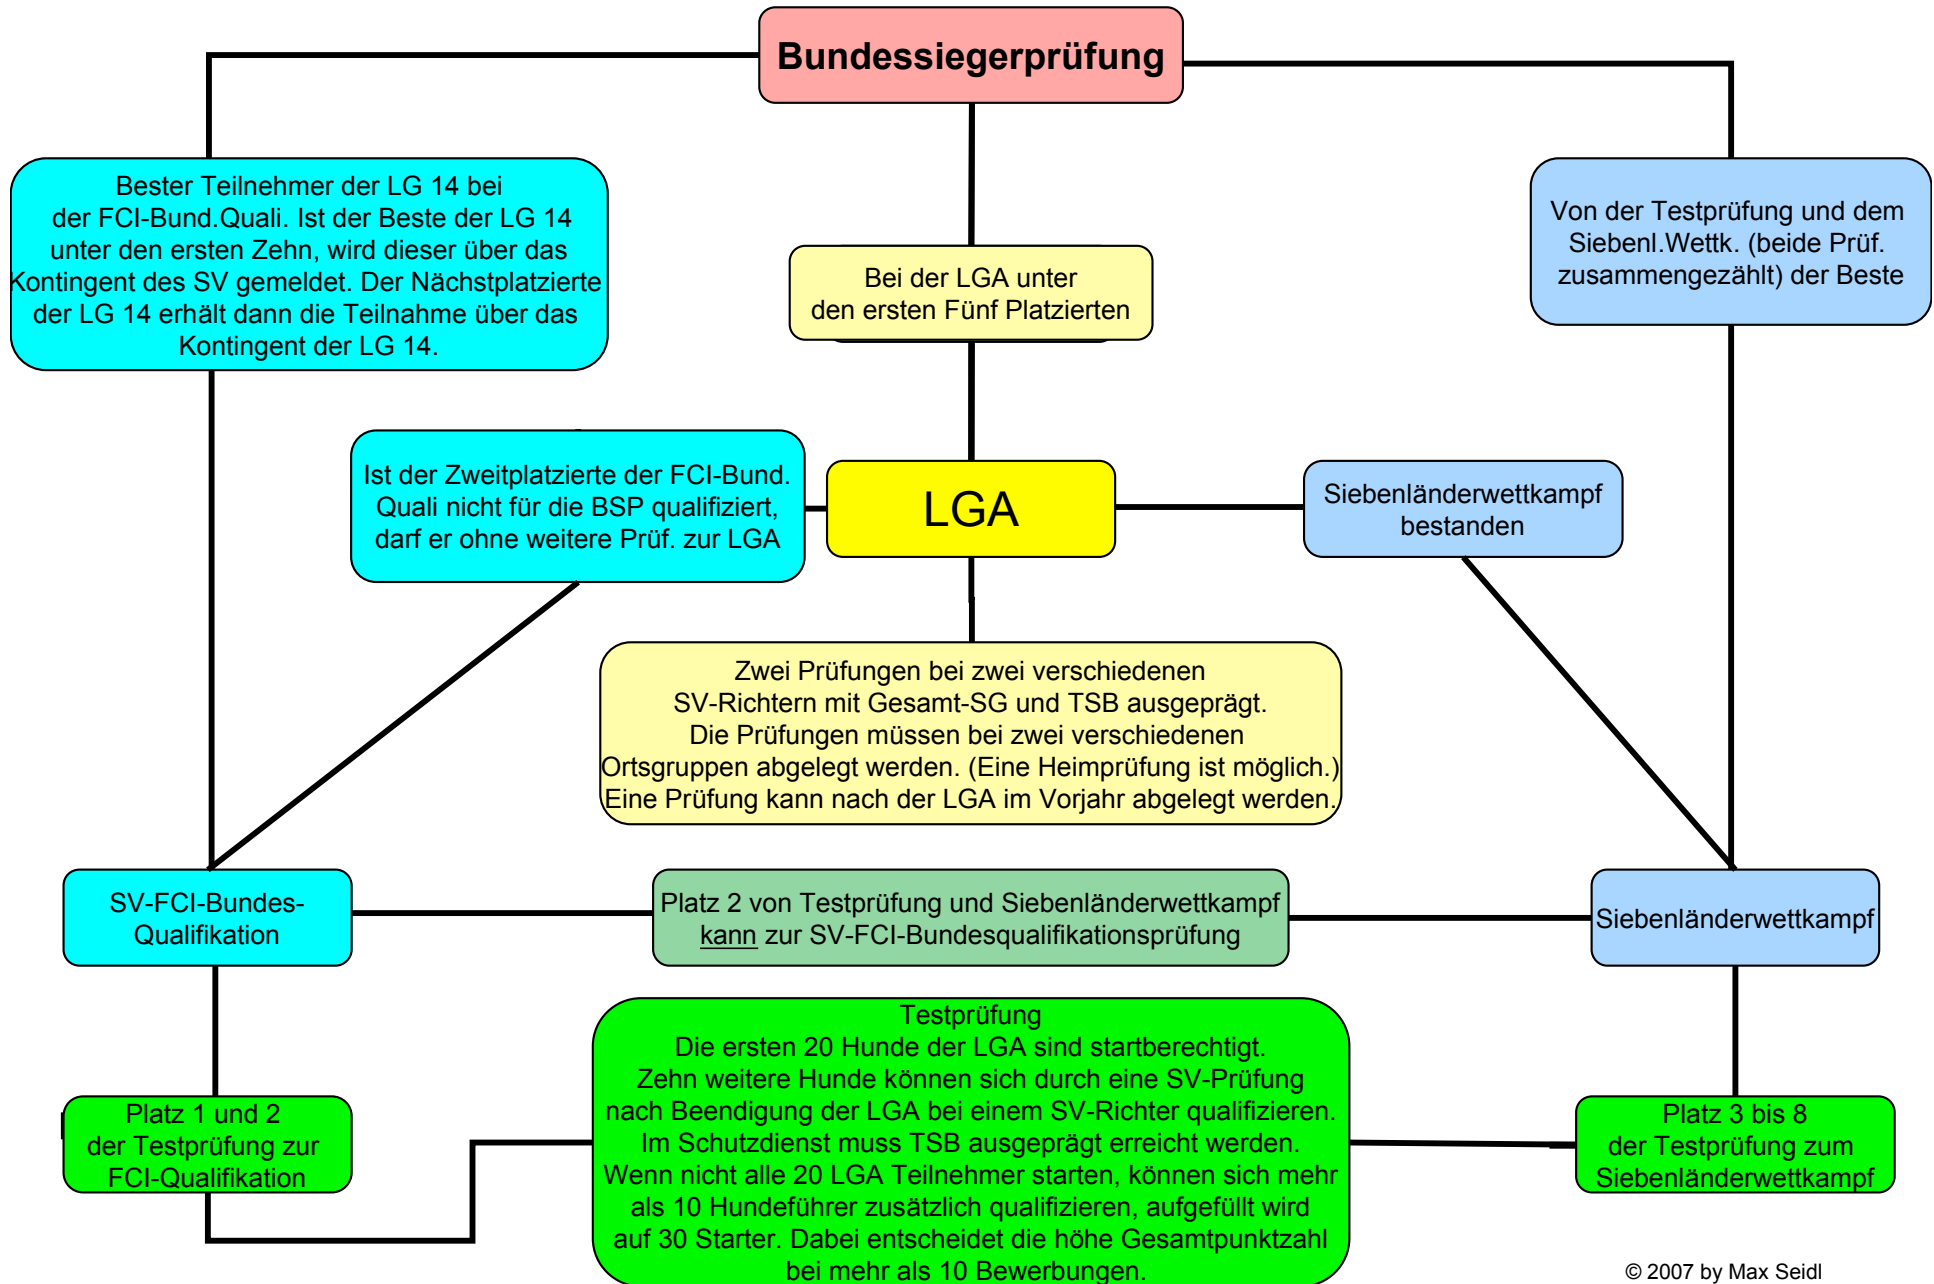 Bundessiegerprüfung
Bester Teilnehmer der LG 14 bei
der FCI-Bund.Quali. Ist der Beste der LG 14
unter den ersten Zehn, wird dieser über das
Kontingent des SV gemeldet. Der Nächstplatzierte
der LG 14 erhält dann die Teilnahme über das
Kontingent der LG 14.
Bei der LGA unter
den ersten Fünf Platzierten
Von der Testprüfung und dem
Siebenl.Wettk. (beide Prüf.
zusammengezählt) der Beste
Ist der Zweitplatzierte der FCI-Bund.
Quali nicht für die BSP qualifiziert,
darf er ohne weitere Prüf. zur LGA
LGA
Siebenländerwettkampf
bestanden
Zwei Prüfungen bei zwei verschiedenen
SV-Richtern mit Gesamt-SG und TSB ausgeprägt.
Die Prüfungen müssen bei zwei verschiedenen
Ortsgruppen abgelegt werden. (Eine Heimprüfung ist möglich.)
Eine Prüfung kann nach der LGA im Vorjahr abgelegt werden.
SV-FCI-Bundes-
Qualifikation
Platz 2 von Testprüfung und Siebenländerwettkampf
kann zur SV-FCI-Bundesqualifikationsprüfung
Siebenländerwettkampf
Platz 1 und 2
der Testprüfung zur
FCI-Qualifikation
Testprüfung
Die ersten 20 Hunde der LGA sind startberechtigt.
Zehn weitere Hunde können sich durch eine SV-Prüfung
nach Beendigung der LGA bei einem SV-Richter qualifizieren.
Im Schutzdienst muss TSB ausgeprägt erreicht werden.
Wenn nicht alle 20 LGA Teilnehmer starten, können sich mehr
als 10 Hundeführer zusätzlich qualifizieren, aufgefüllt wird
auf 30 Starter. Dabei entscheidet die höhe Gesamtpunktzahl
bei mehr als 10 Bewerbungen.
Platz 3 bis 8
der Testprüfung zum
Siebenländerwettkampf
© 2007 by Max Seidl